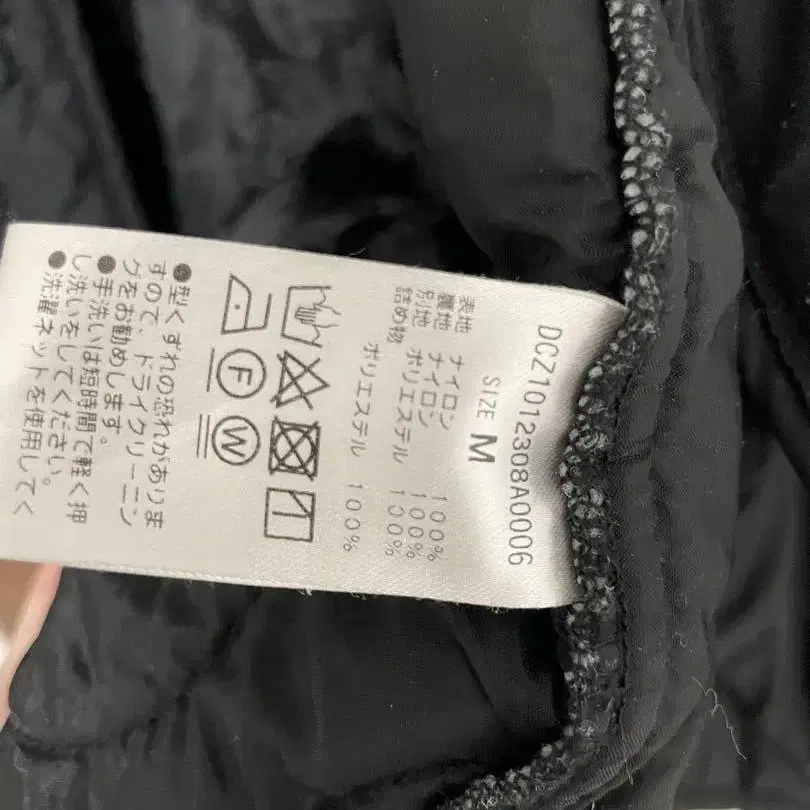 DCZ1012308A0006
SIZE M
表地 ナイロン 100%
裏地 ナイロン 100%
別地 ポリエステル 100%
詰め物 ポリエステル 100%
F W
●型くずれの恐れがありま
すので、ドライクリーニン
グをお勧めします。
●手洗いは短時間で軽く押
し洗いをしてください。
●洗濯ネットを使用してく